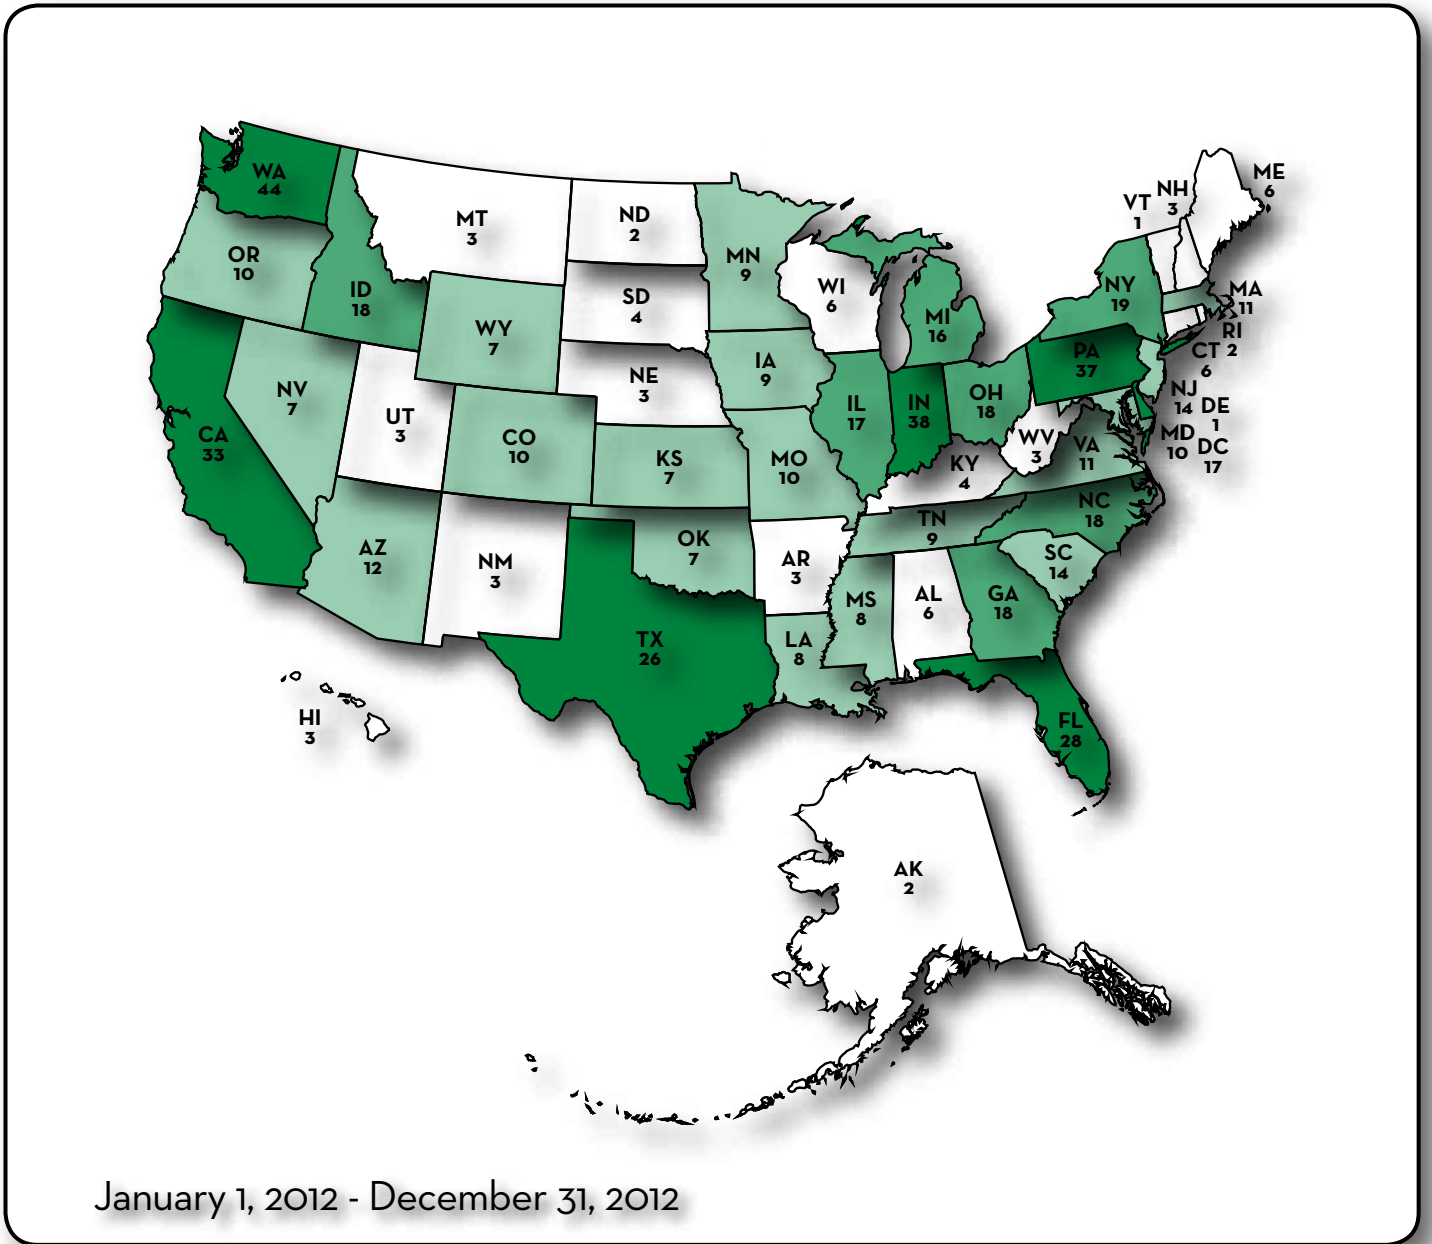 WA
44
OR
10
CA
33
ID
18
NV
7
MT
3
WY
7
UT
3
AZ
12
CO
10
NM
3
ND
2
SD
4
NE
3
KS
7
OK
7
TX
26
MN
9
IA
9
MO
10
AR
3
LA
8
WI
6
IL
17
MI
16
IN
38
OH
18
KY
4
TN
9
MS
8
AL
6
GA
18
FL
28
SC
14
NC
18
VA
11
WV
3
PA
37
NY
19
VT
1
NH
3
ME
6
MA
11
RI
2
CT
6
NJ
14
DE
1
MD
10
DC
17
HI
3
AK
2
January 1, 2012 - December 31, 2012